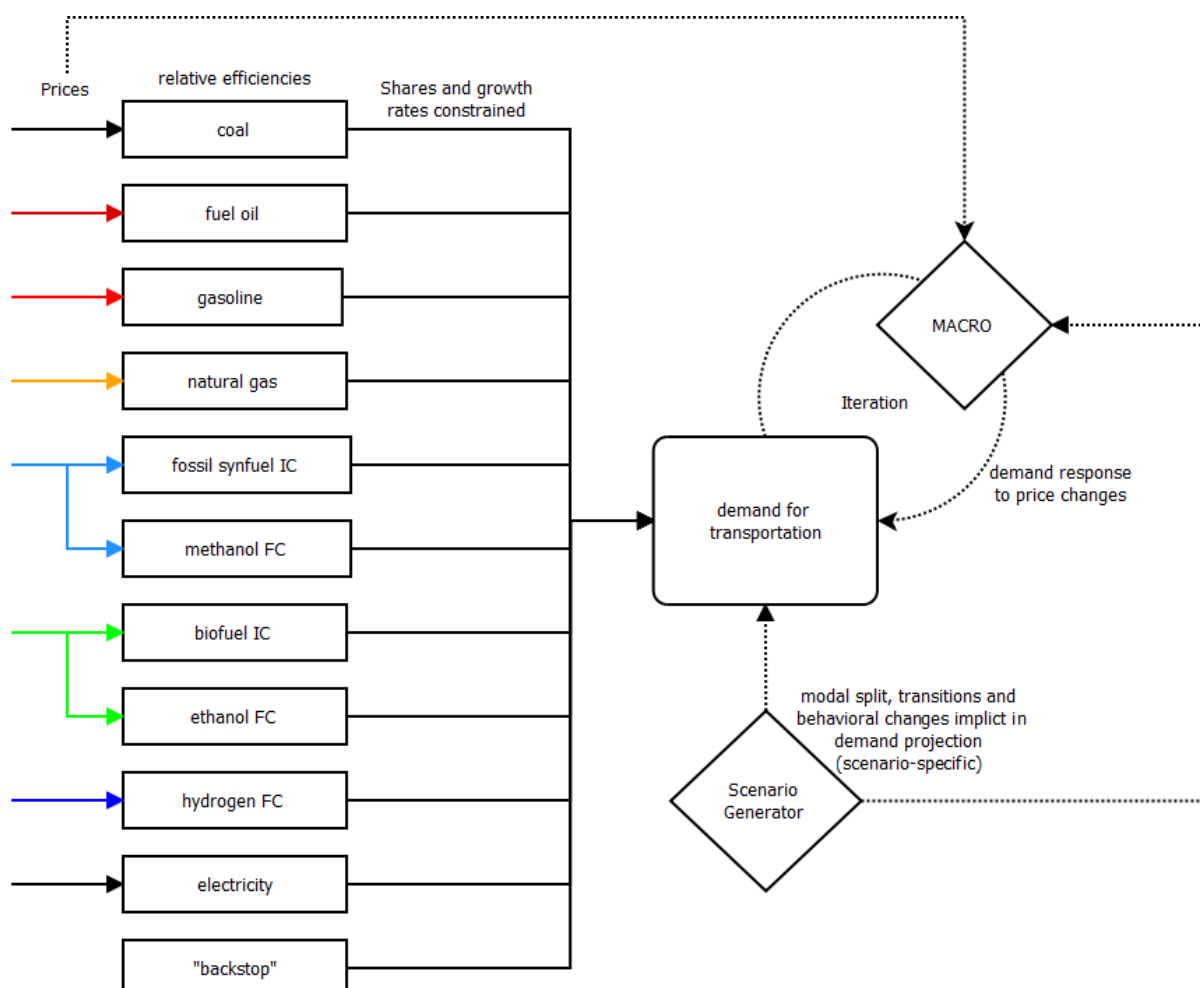 Prices
relative efficiencies
Shares and growth
rates constrained
coal
fuel oil
gasoline
natural gas
fossil synfuel IC
methanol FC
biofuel IC
ethanol FC
hydrogen FC
electricity
"backstop"
demand for
transportation
MACRO
Iteration
demand response
to price changes
modal split, transitions and
behavioral changes implict in
demand projection
(scenario-specific)
Scenario
Generator